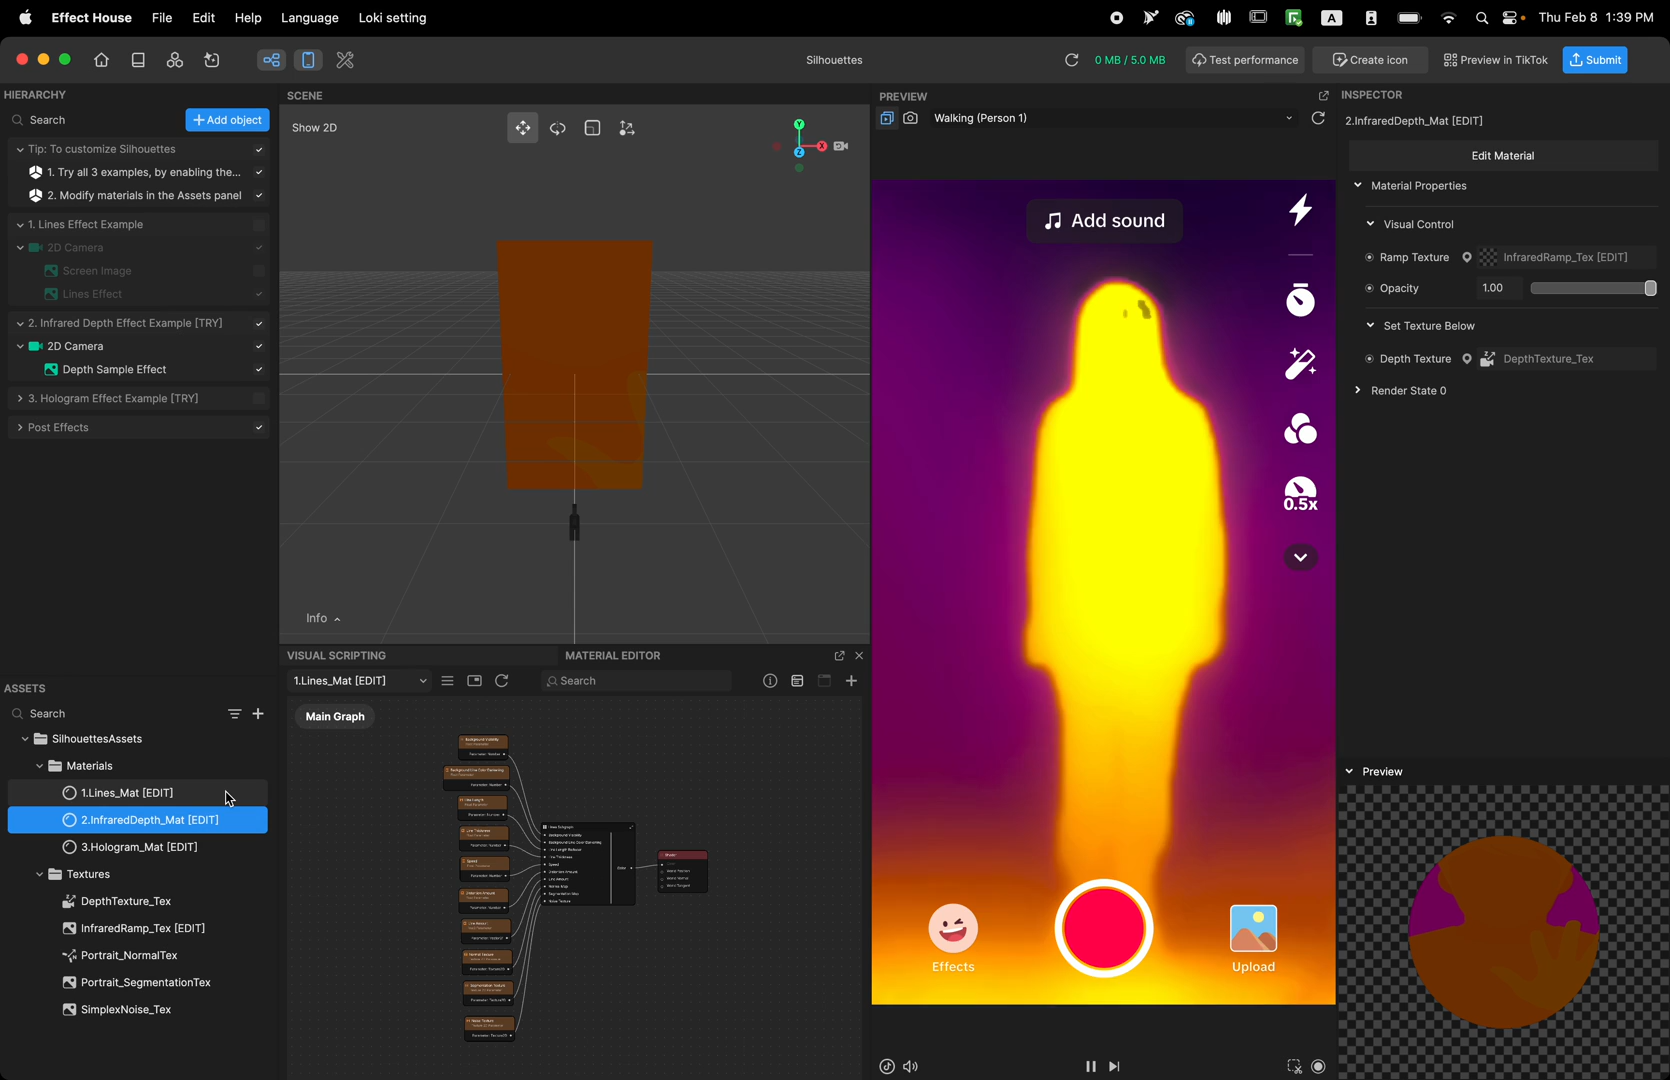 Effect House File Edit Help Language Loki setting
A
Thu Feb 8 1:39 PM
Silhouettes
0 MB / 5.0 MB
Test performance
Create icon
Preview in TikTok
Submit
HIERARCHY
Search
+ Add object
Tip: To customize Silhouettes
1. Try all 3 examples, by enabling the...
2. Modify materials in the Assets panel
1. Lines Effect Example
2D Camera
Screen Image
Lines Effect
2. Infrared Depth Effect Example [TRY]
2D Camera
Depth Sample Effect
3. Hologram Effect Example [TRY]
Post Effects
ASSETS
Search
SilhouettesAssets
Materials
1.Lines_Mat [EDIT]
2.InfraredDepth_Mat [EDIT]
3.Hologram_Mat [EDIT]
Textures
DepthTexture_Tex
InfraredRamp_Tex [EDIT]
Portrait_NormalTex
Portrait_SegmentationTex
SimplexNoise_Tex
SCENE
Show 2D
Y
X
Z
Info
VISUAL SCRIPTING
MATERIAL EDITOR
1.Lines_Mat [EDIT]
Search
Main Graph
PREVIEW
Walking (Person 1)
Add sound
0.5x
Effects
Upload
INSPECTOR
2.InfraredDepth_Mat [EDIT]
Edit Material
Material Properties
Visual Control
Ramp Texture
InfraredRamp_Tex [EDIT]
Opacity
1.00
Set Texture Below
Depth Texture
DepthTexture_Tex
Render State 0
Preview